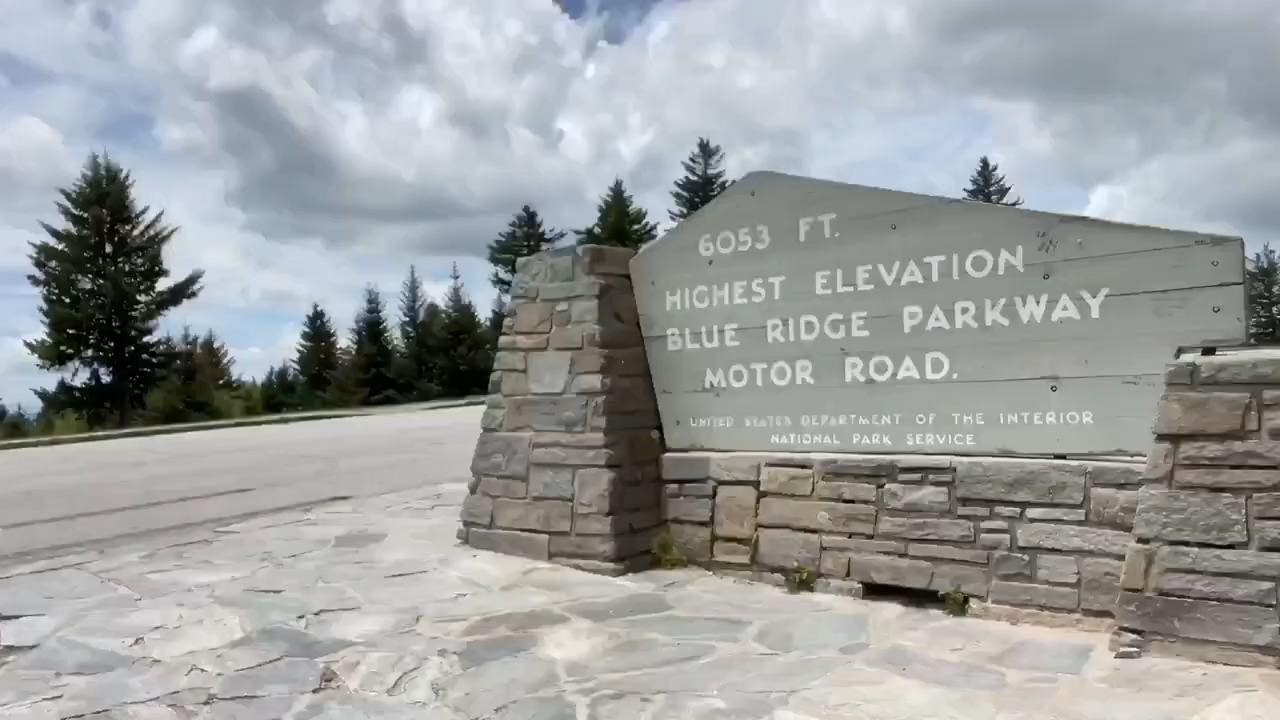 6053 FT.
HIGHEST ELEVATION
BLUE RIDGE PARKWAY
MOTOR ROAD.
UNITED STATES DEPARTMENT OF THE INTERIOR
NATIONAL PARK SERVICE